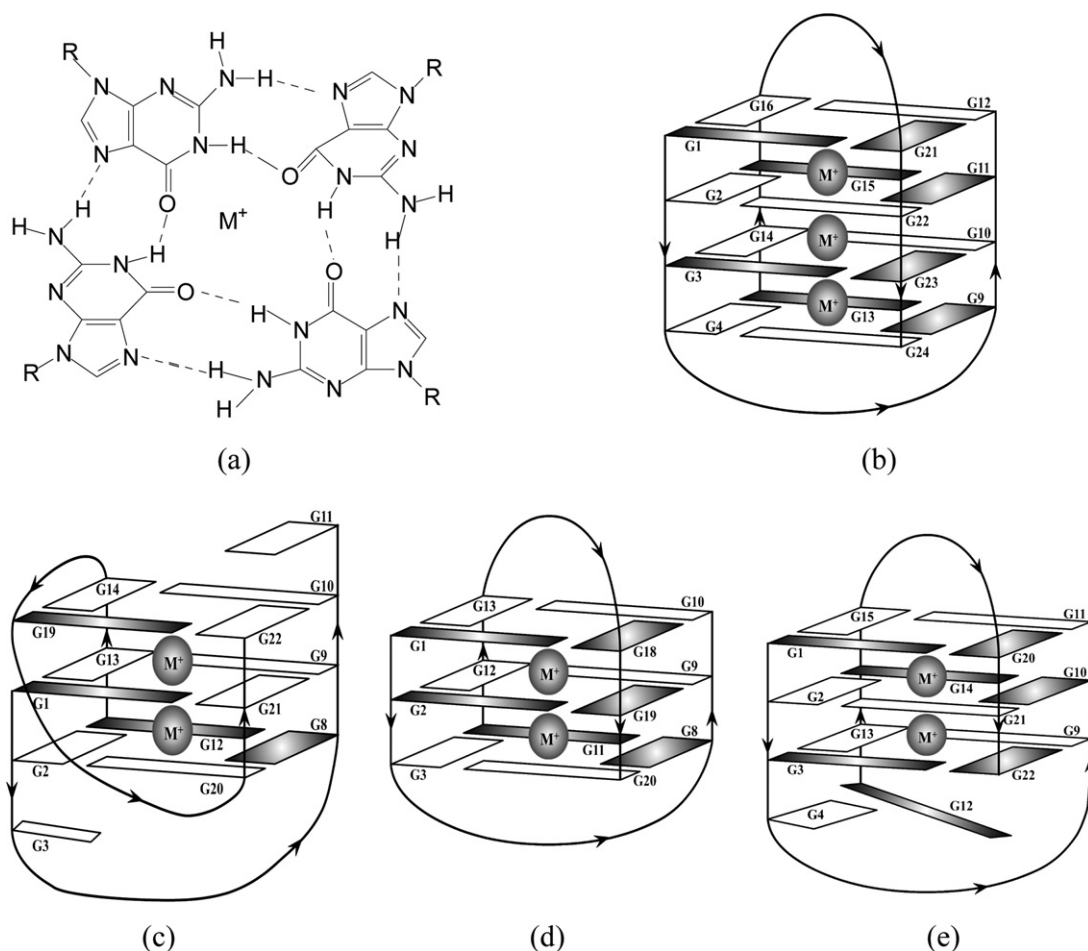 H
R N H N R
N N N
N H N
N O N H
H O M+ H N
H
N H H
N N O
N O N
H
R N N N
H N N N
H R
(a)
G16 G12
G1 G21
M+ G11
G2 G15
G22
G14 M+ G10
G3 G23
M+ G9
G4 G13
G24
(b)
G11
G14 G10
G19 G22
G13 M+ G9
G1 G21
M+ G8
G2 G12
G20
G3
(c)
G13 G10
G1 G18
G12 M+ G9
G2 G19
M+ G8
G3 G11
G20
(d)
G15 G11
G1 G20
M+ G10
G2 G14
G21
G13 M+ G9
G3 G22
G12
G4
(e)